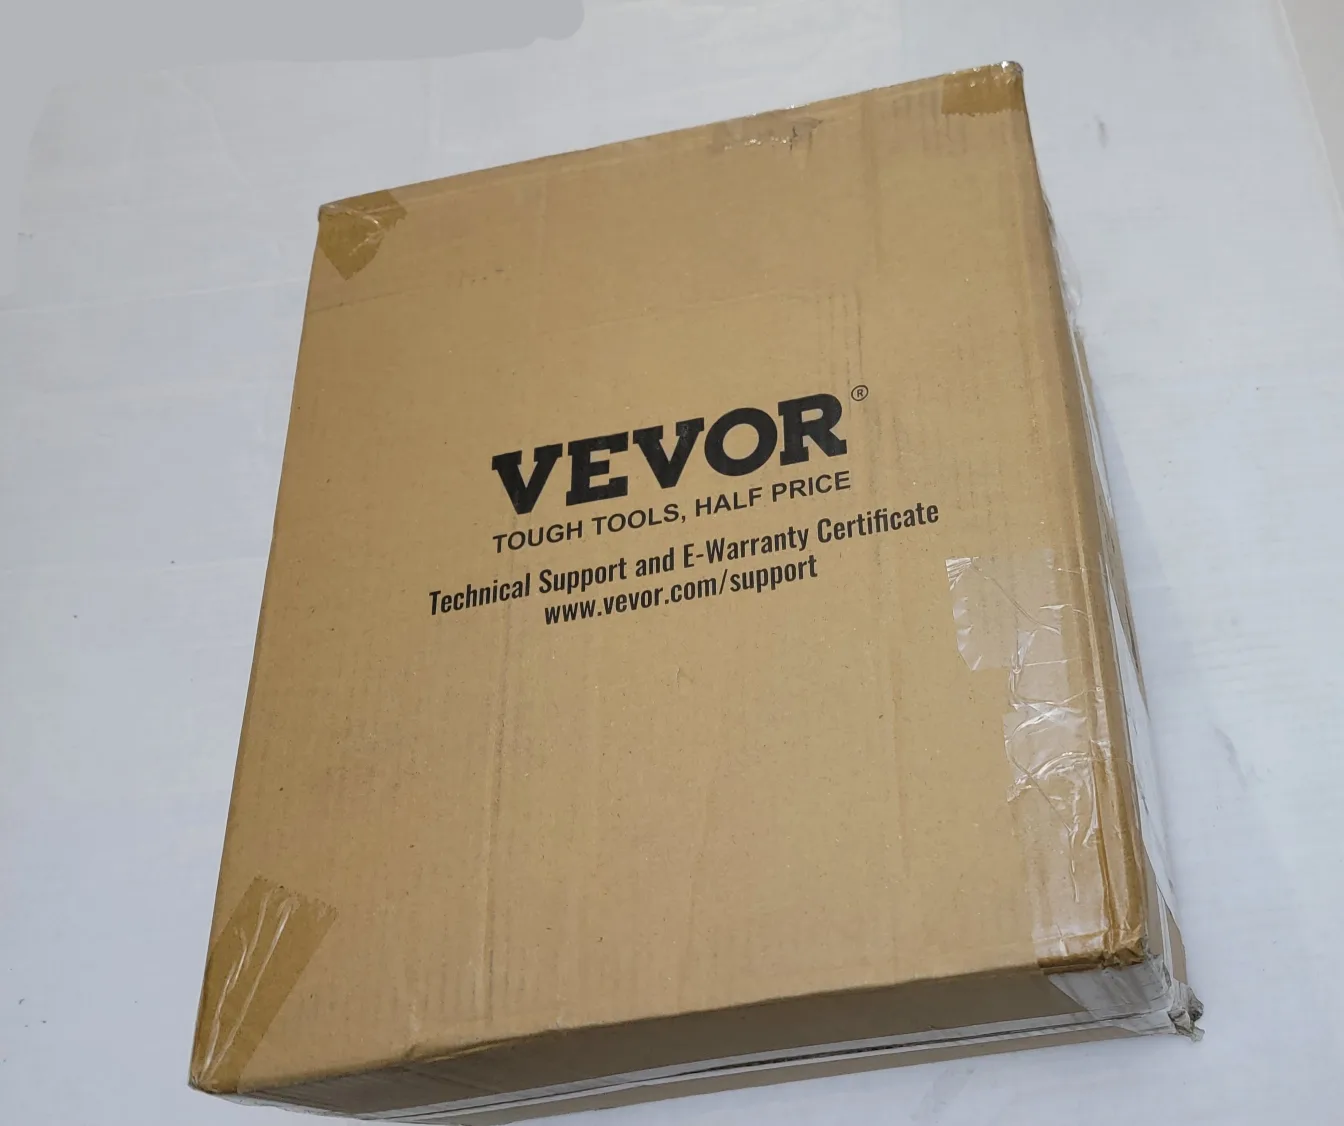 VEVOR®
TOUGH TOOLS, HALF PRICE
Technical Support and E-Warranty Certificate
www.vevor.com/support